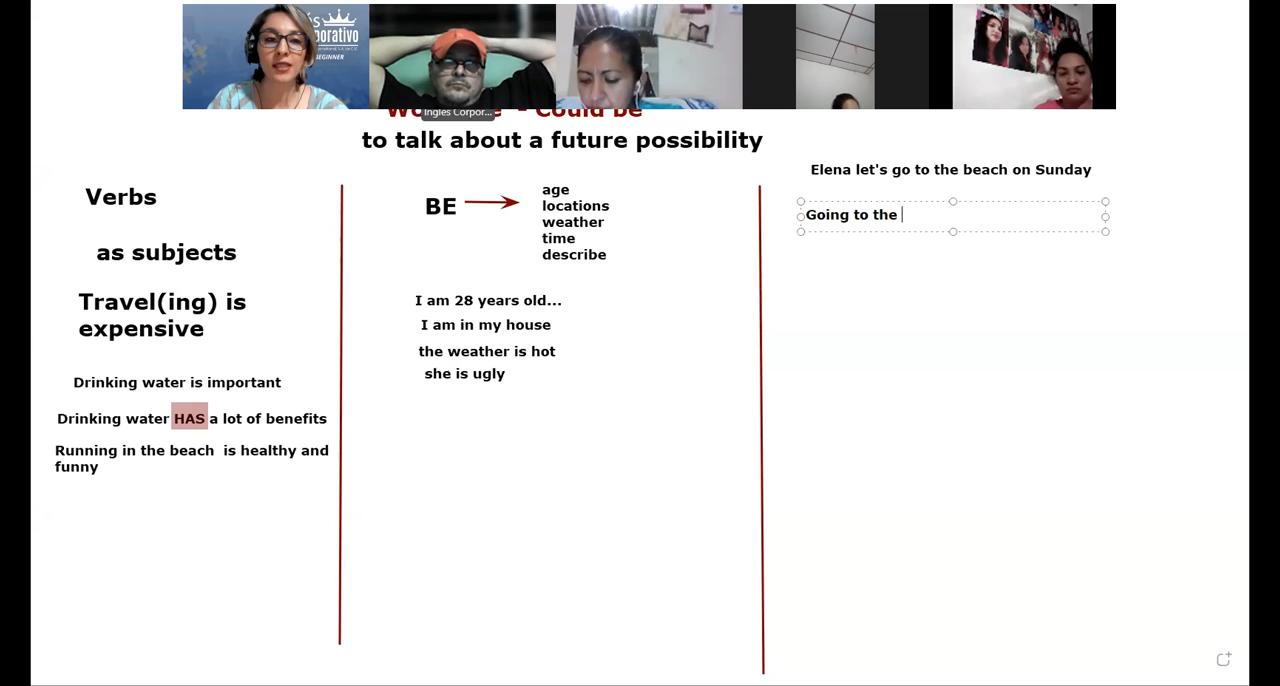 BEGINNER
Ingles Corpor...
Could be
to talk about a future possibility
Verbs
as subjects
Travel(ing) is
expensive
Drinking water is important
Drinking water HAS a lot of benefits
Running in the beach is healthy and
funny
BE
age
locations
weather
time
describe
I am 28 years old...
I am in my house
the weather is hot
she is ugly
Elena let's go to the beach on Sunday
Going to the